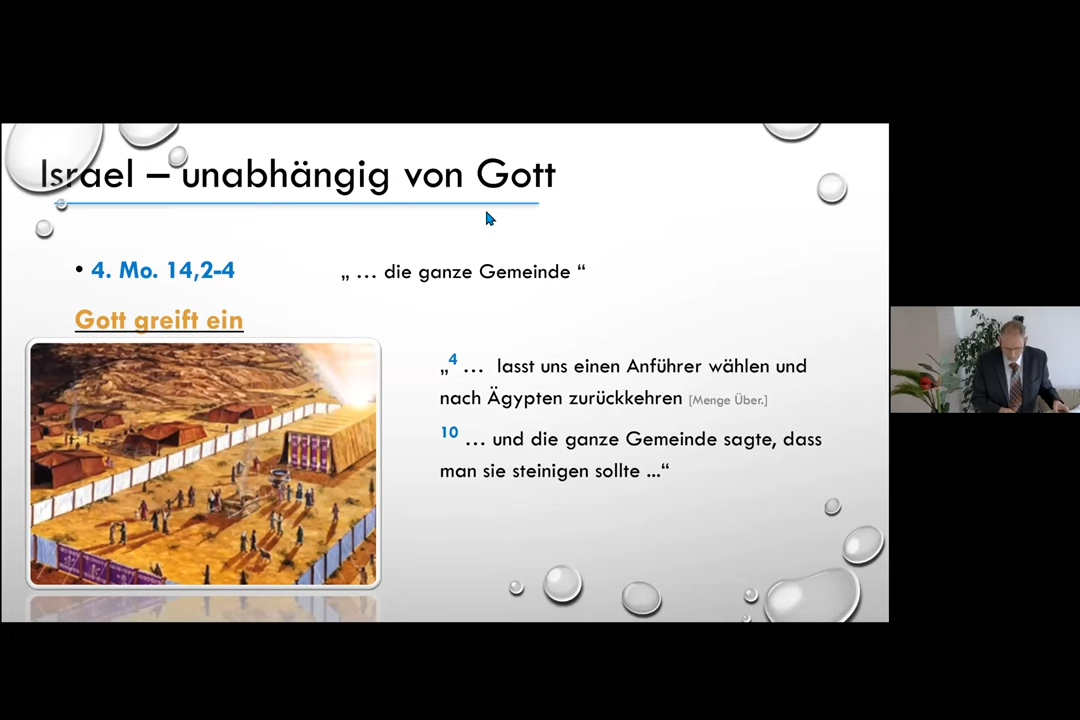 Israel – unabhängig von Gott
• 4. Mo. 14,2-4
„ … die ganze Gemeinde “
Gott greift ein
„4 … lasst uns einen Anführer wählen und
nach Ägypten zurückkehren [Menge Über.]
10 … und die ganze Gemeinde sagte, dass
man sie steinigen sollte ...“